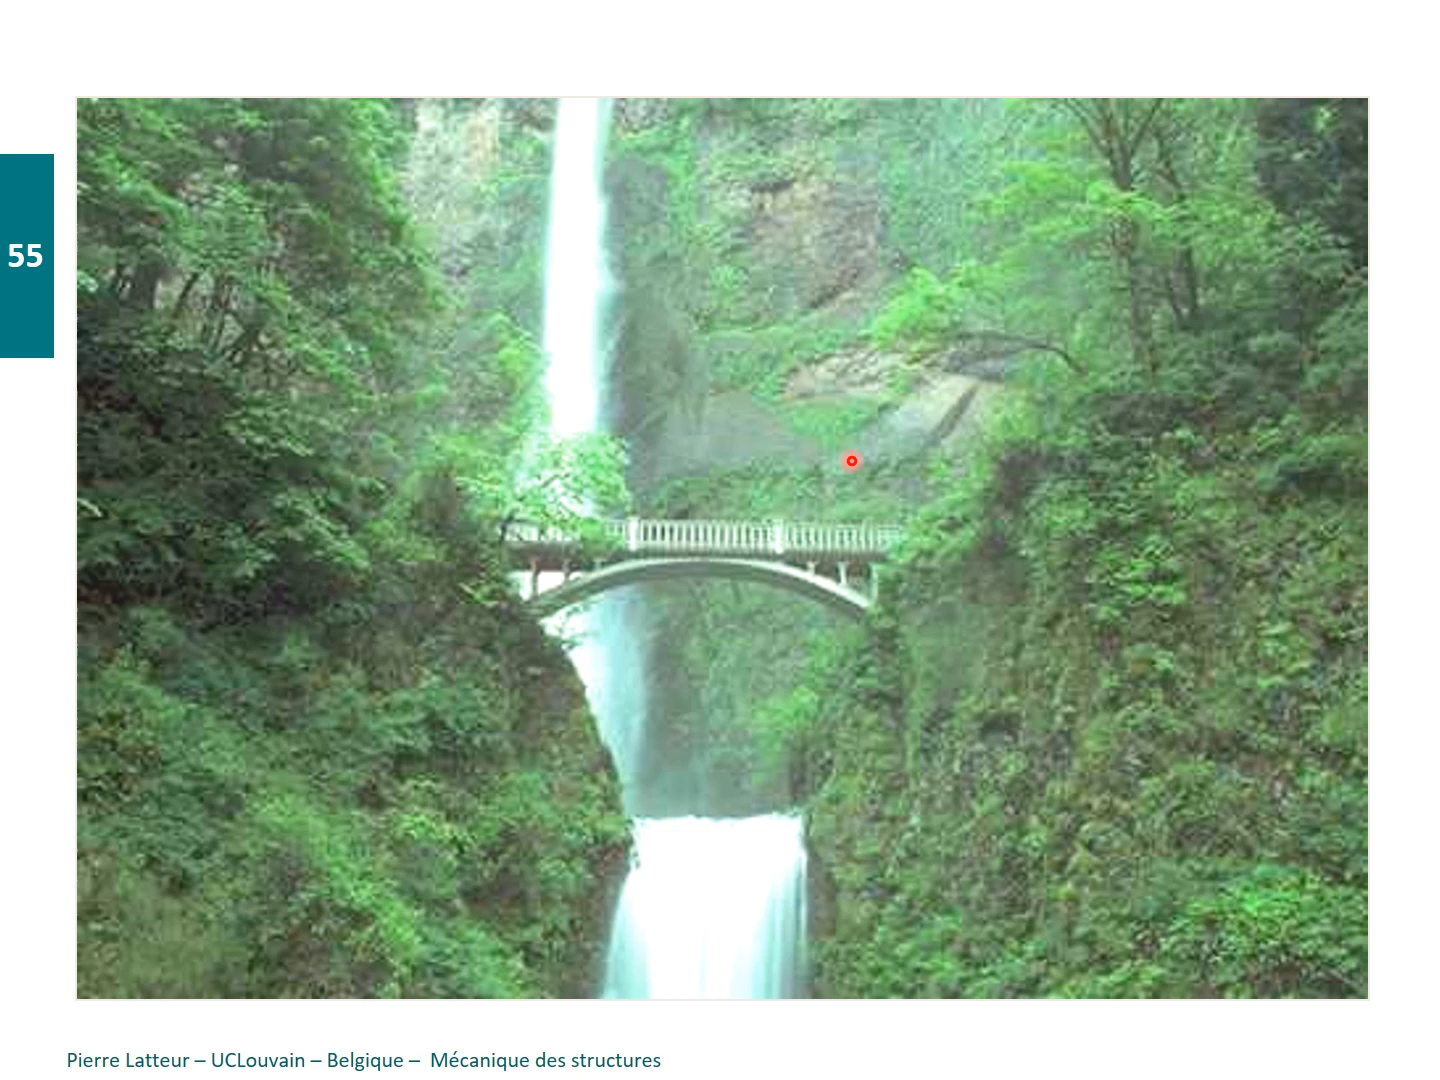 55
Pierre Latteur – UCLouvain – Belgique – Mécanique des structures